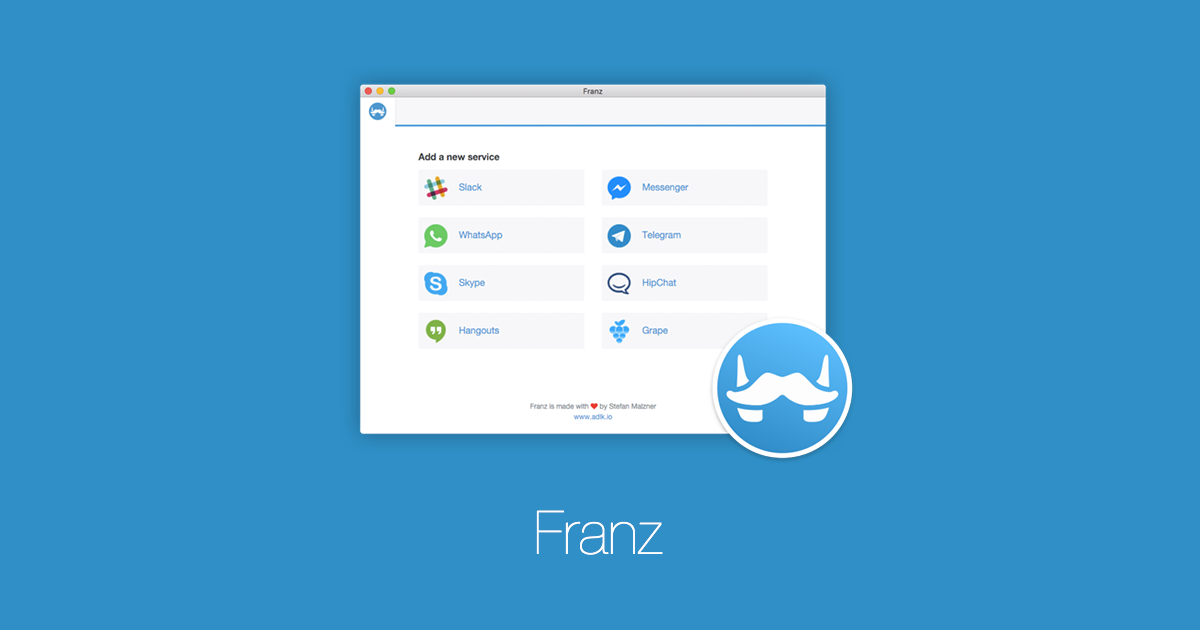 Franz
Add a new service
Slack
Messenger
WhatsApp
Telegram
Skype
HipChat
Hangouts
Grape
Franz is made with ❤ by Stefan Malzner
www.adlk.io
Franz